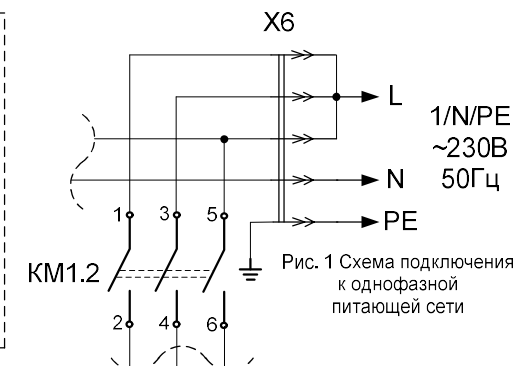 X6
L
1/N/PE
~230В
50Гц
N
PE
1 3 5
КМ1.2
2 4 6
Рис. 1 Схема подключения
к однофазной
питающей сети